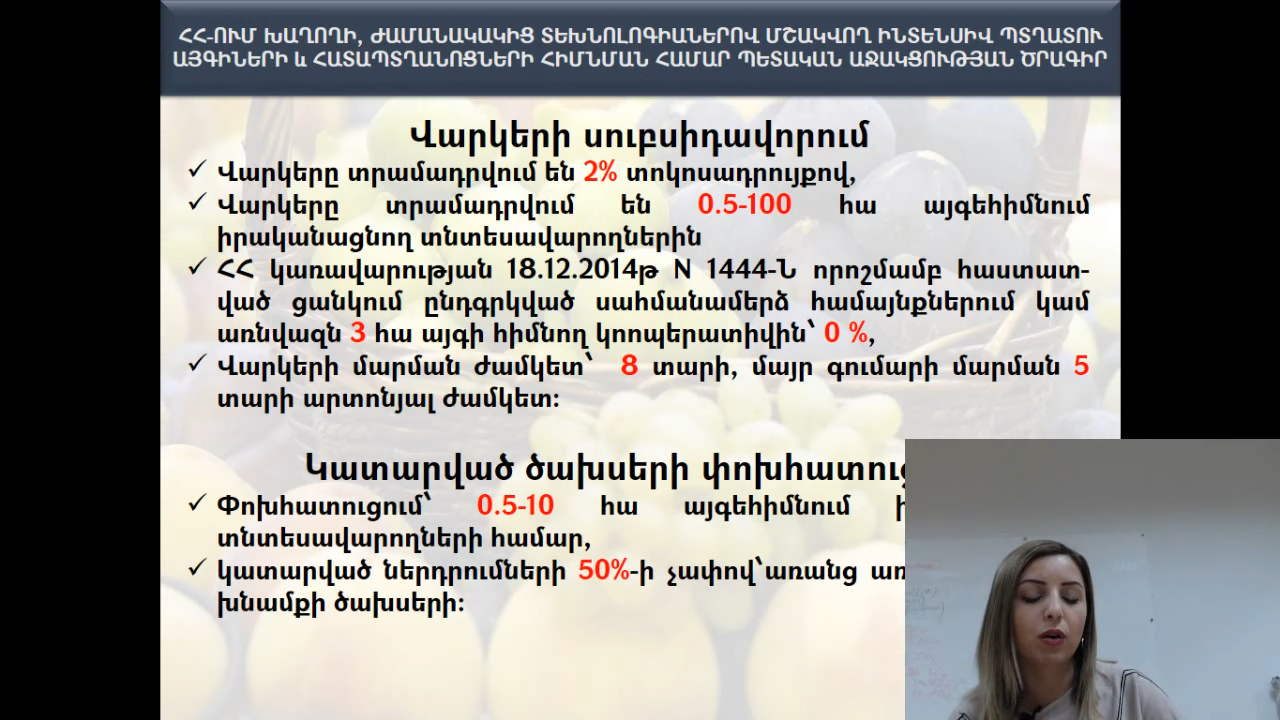 ՀՀ-ՈՒՄ ԽԱՂՈՂԻ, ԺԱՄԱՆԱԿԱԿԻՑ ՏԵԽՆՈԼՈԳԻԱՆԵՐՈՎ ՄՇԱԿՎՈՂ ԻՆՏԵՆՍԻՎ ՊՏՂԱՏՈՒ
ԱՅԳԻՆԵՐԻ և ՀԱՏԱՊՏՂԱՆՈՑՆԵՐԻ ՀԻՄՆՄԱՆ ՀԱՄԱՐ ՊԵՏԱԿԱՆ ԱՋԱԿՑՈՒԹՅԱՆ ԾՐԱԳԻՐ
Վարկերի սուբսիդավորում
✓ Վարկերը տրամադրվում են 2% տոկոսադրույքով,
✓ Վարկերը տրամադրվում են 0.5-100 հա այգեհիմնում
իրականացնող տնտեսավարողներին
✓ ՀՀ կառավարության 18.12.2014թ N 1444-Ն որոշմամբ հաստատ-
ված ցանկում ընդգրկված սահմանամերձ համայնքներում կամ
առնվազն 3 հա այգի հիմնող կոոպերատիվին՝ 0 %,
✓ Վարկերի մարման ժամկետ՝ 8 տարի, մայր գումարի մարման 5
տարի արտոնյալ ժամկետ:
Կատարված ծախսերի
✓ Փոխհատուցում՝ 0.5-10 հա այգեհիմնում
տնտեսավարողների համար,
✓ կատարված ներդրումների 50%-ի չափով՝առանց
խնամքի ծախսերի: